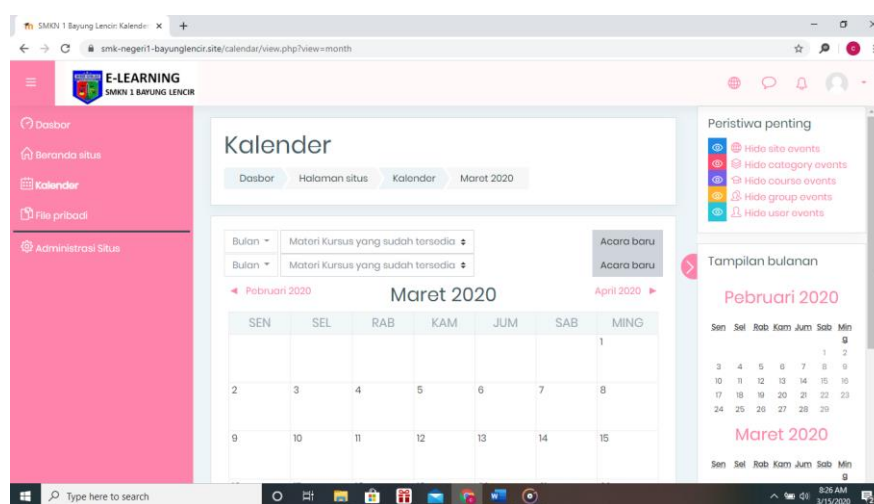 SMKN 1 Bayung Lencir: Kalender
smk-negeri1-bayunglencir.site/calendar/view.php?view=month
E-LEARNING
SMKN 1 BAYUNG LENCIR
Dasbor
Beranda situs
Kalender
File pribadi
Administrasi Situs
Kalender
Dasbor Halaman situs Kalender Maret 2020
Bulan Materi Kursus yang sudah tersedia Acara baru
Bulan Materi Kursus yang sudah tersedia Acara baru
Pebruari 2020 Maret 2020 April 2020
SEN SEL RAB KAM JUM SAB MING
1
2 3 4 5 6 7 8
9 10 11 12 13 14 15
Peristiwa penting
Hide site events
Hide category events
Hide course events
Hide group events
Hide user events
Tampilan bulanan
Pebruari 2020
Sen Sel Rab Kam Jum Sab Min
g
1 2
3 4 5 6 7 8 9
10 11 12 13 14 15 16
17 18 19 20 21 22 23
24 25 26 27 28 29
Maret 2020
Sen Sel Rab Kam Jum Sab Min
g
Type here to search
8:26 AM
3/15/2020